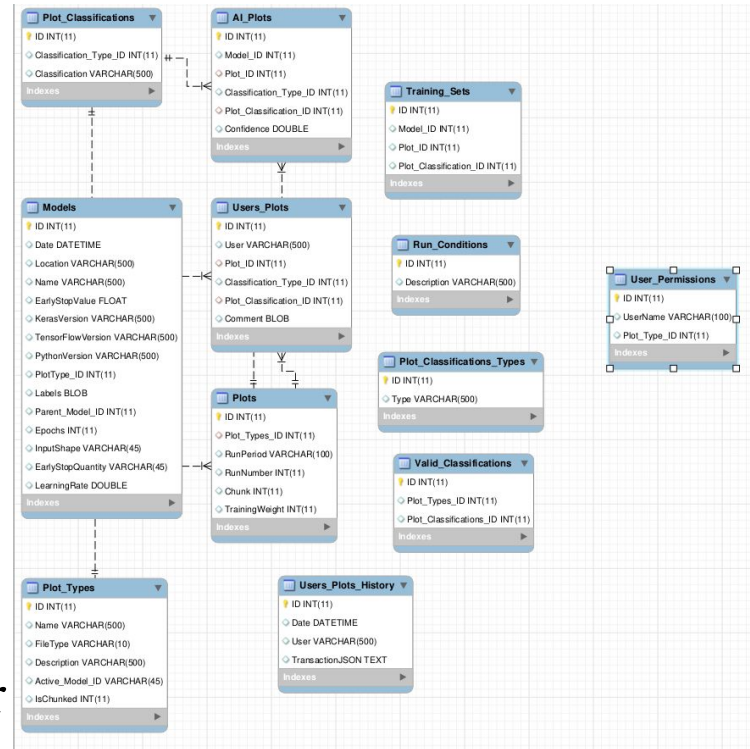 Plot_Classifications
ID INT(11)
Classification_Type_ID INT(11)
Classification VARCHAR(500)
Indexes
AI_Plots
ID INT(11)
Model_ID INT(11)
Plot_ID INT(11)
Classification_Type_ID INT(11)
Plot_Classification_ID INT(11)
Confidence DOUBLE
Indexes
Training_Sets
ID INT(11)
Model_ID INT(11)
Plot_ID INT(11)
Plot_Classification_ID INT(11)
Indexes
Models
ID INT(11)
Date DATETIME
Location VARCHAR(500)
Name VARCHAR(500)
EarlyStopValue FLOAT
KerasVersion VARCHAR(500)
TensorFlowVersion VARCHAR(500)
PythonVersion VARCHAR(500)
PlotType_ID INT(11)
Labels BLOB
Parent_Model_ID INT(11)
Epochs INT(11)
InputShape VARCHAR(45)
EarlyStopQuantity VARCHAR(45)
LearningRate DOUBLE
Indexes
Users_Plots
ID INT(11)
User VARCHAR(500)
Plot_ID INT(11)
Classification_Type_ID INT(11)
Plot_Classification_ID INT(11)
Comment BLOB
Indexes
Run_Conditions
ID INT(11)
Description VARCHAR(500)
Indexes
User_Permissions
ID INT(11)
UserName VARCHAR(100)
Plot_Type_ID INT(11)
Indexes
Plot_Classifications_Types
ID INT(11)
Type VARCHAR(500)
Indexes
Plots
ID INT(11)
Plot_Types_ID INT(11)
RunPeriod VARCHAR(100)
RunNumber INT(11)
Chunk INT(11)
TrainingWeight INT(11)
Indexes
Valid_Classifications
ID INT(11)
Plot_Types_ID INT(11)
Plot_Classifications_ID INT(11)
Indexes
Plot_Types
ID INT(11)
Name VARCHAR(500)
FileType VARCHAR(10)
Description VARCHAR(500)
Active_Model_ID VARCHAR(45)
IsChunked INT(11)
Indexes
Users_Plots_History
ID INT(11)
Date DATETIME
User VARCHAR(500)
TransactionJSON TEXT
Indexes